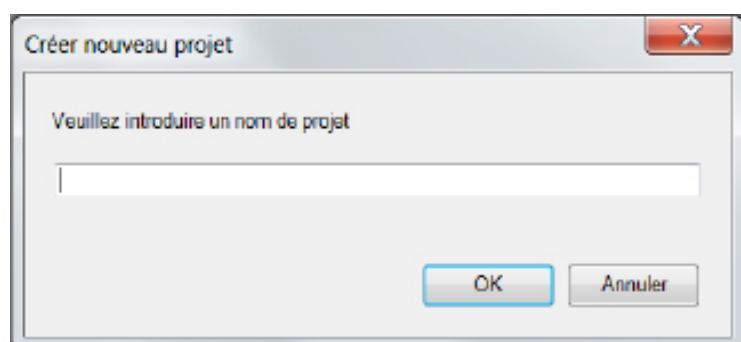 Créer nouveau projet
Veuillez introduire un nom de projet
OK
Annuler